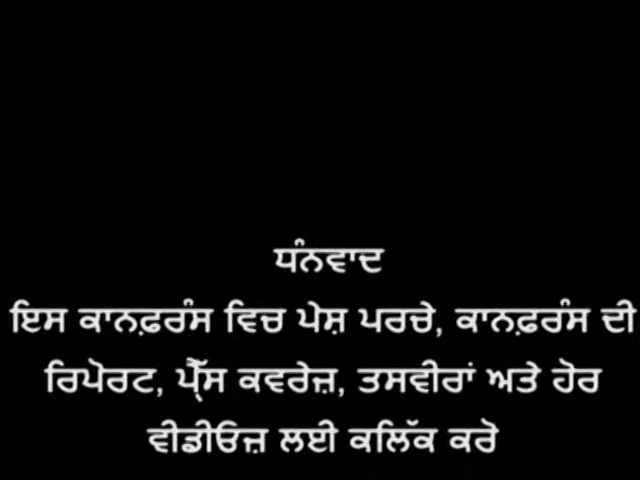 ਧੰਨਵਾਦ
ਇਸ ਕਾਨਫ਼ਰੰਸ ਵਿਚ ਪੇਸ਼ ਪਰਚੇ, ਕਾਨਫ਼ਰੰਸ ਦੀ
ਰਿਪੋਰਟ, ਪ੍ਰੈੱਸ ਕਵਰੇਜ਼, ਤਸਵੀਰਾਂ ਅਤੇ ਹੋਰ
ਵੀਡੀਓਜ਼ ਲਈ ਕਲਿੱਕ ਕਰੋ